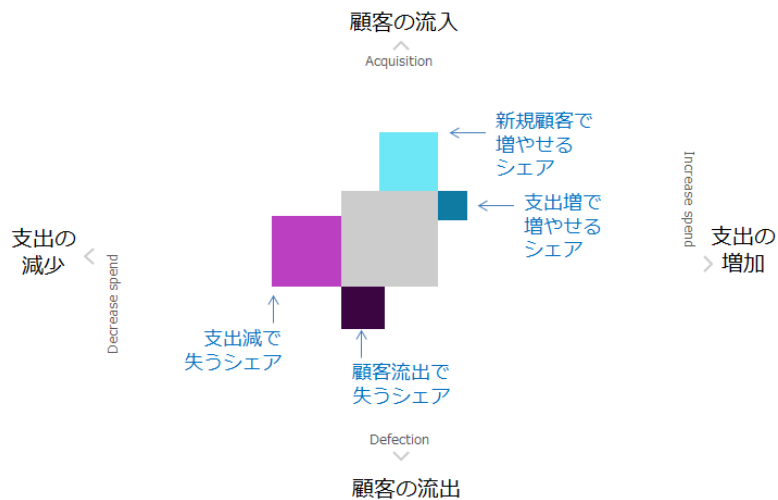 顧客の流入
Acquisition
新規顧客で
増やせる
シェア
Increase spend
支出増で
増やせる
シェア
支出の
減少
支出の
増加
Decrease spend
支出減で
失うシェア
顧客流出で
失うシェア
Defection
顧客の流出